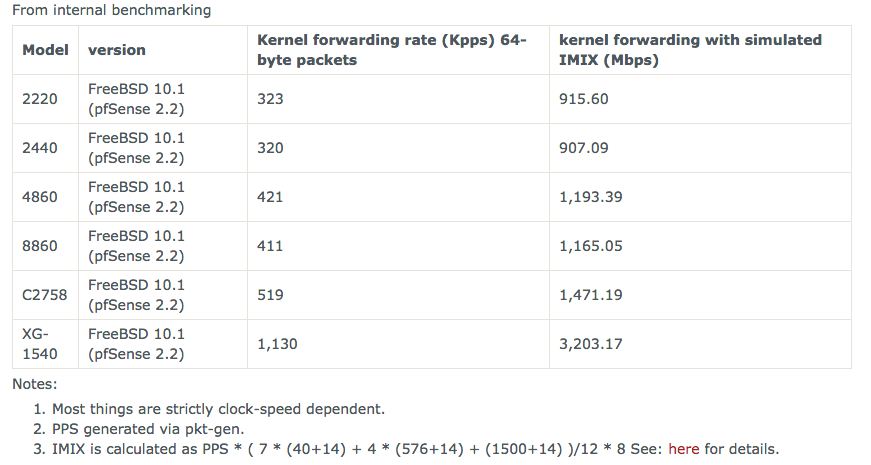 From internal benchmarking
Model version Kernel forwarding rate (Kpps) 64-
byte packets kernel forwarding with simulated
IMIX (Mbps)
2220 FreeBSD 10.1
(pfSense 2.2) 323 915.60
2440 FreeBSD 10.1
(pfSense 2.2) 320 907.09
4860 FreeBSD 10.1
(pfSense 2.2) 421 1,193.39
8860 FreeBSD 10.1
(pfSense 2.2) 411 1,165.05
C2758 FreeBSD 10.1
(pfSense 2.2) 519 1,471.19
XG-
1540 FreeBSD 10.1
(pfSense 2.2) 1,130 3,203.17
Notes:
1. Most things are strictly clock-speed dependent.
2. PPS generated via pkt-gen.
3. IMIX is calculated as PPS * ( 7 * (40+14) + 4 * (576+14) + (1500+14) )/12 * 8 See: here for details.